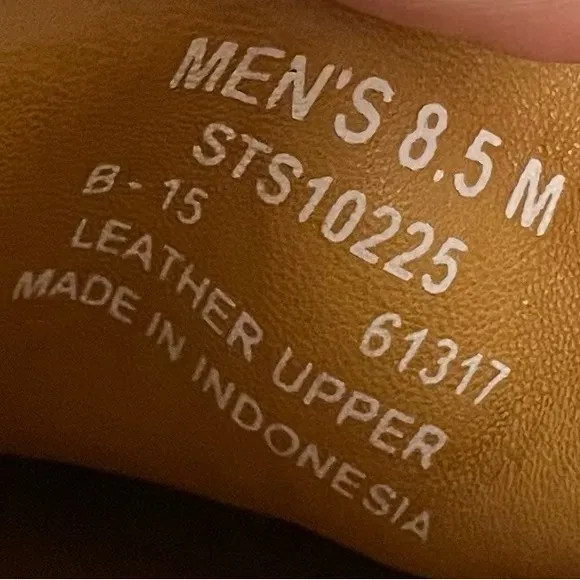 MEN'S 8.5 M
STS10225
B - 15 61317
LEATHER UPPER
MADE IN INDONESIA